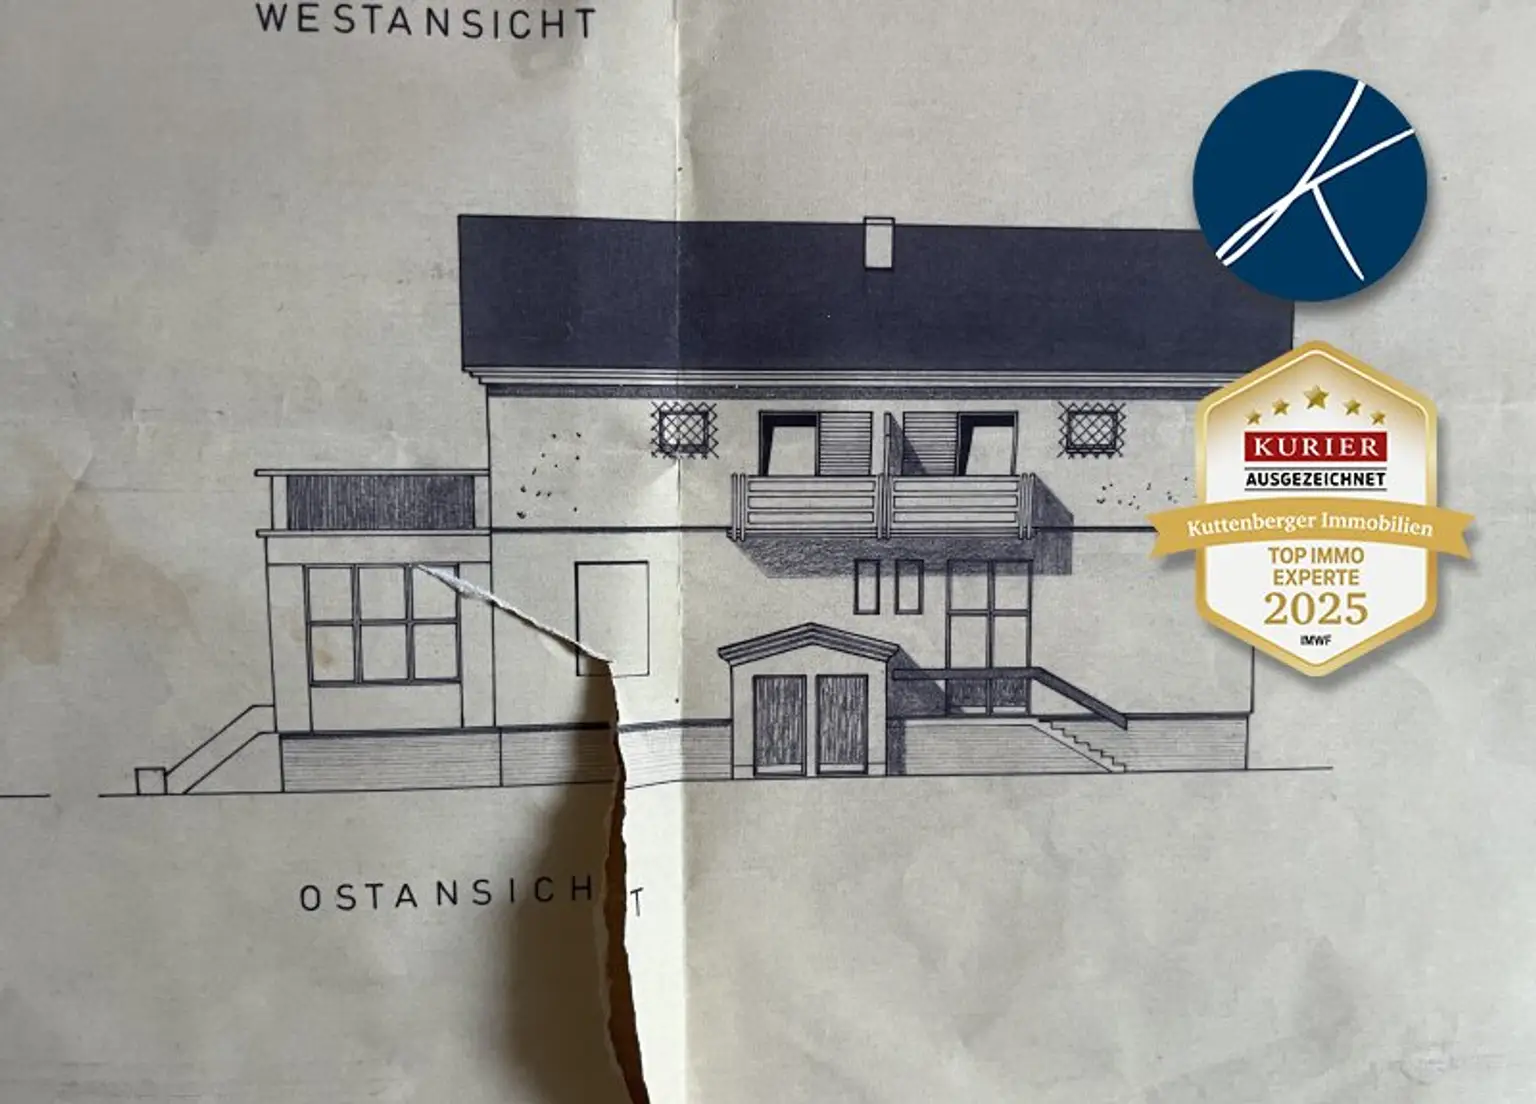 WESTANSICHT
KURIER
AUSGEZEICHNET
Kuttenberger Immobilien
TOP IMMO
EXPERTE
2025
IMWF
OSTANSICHT